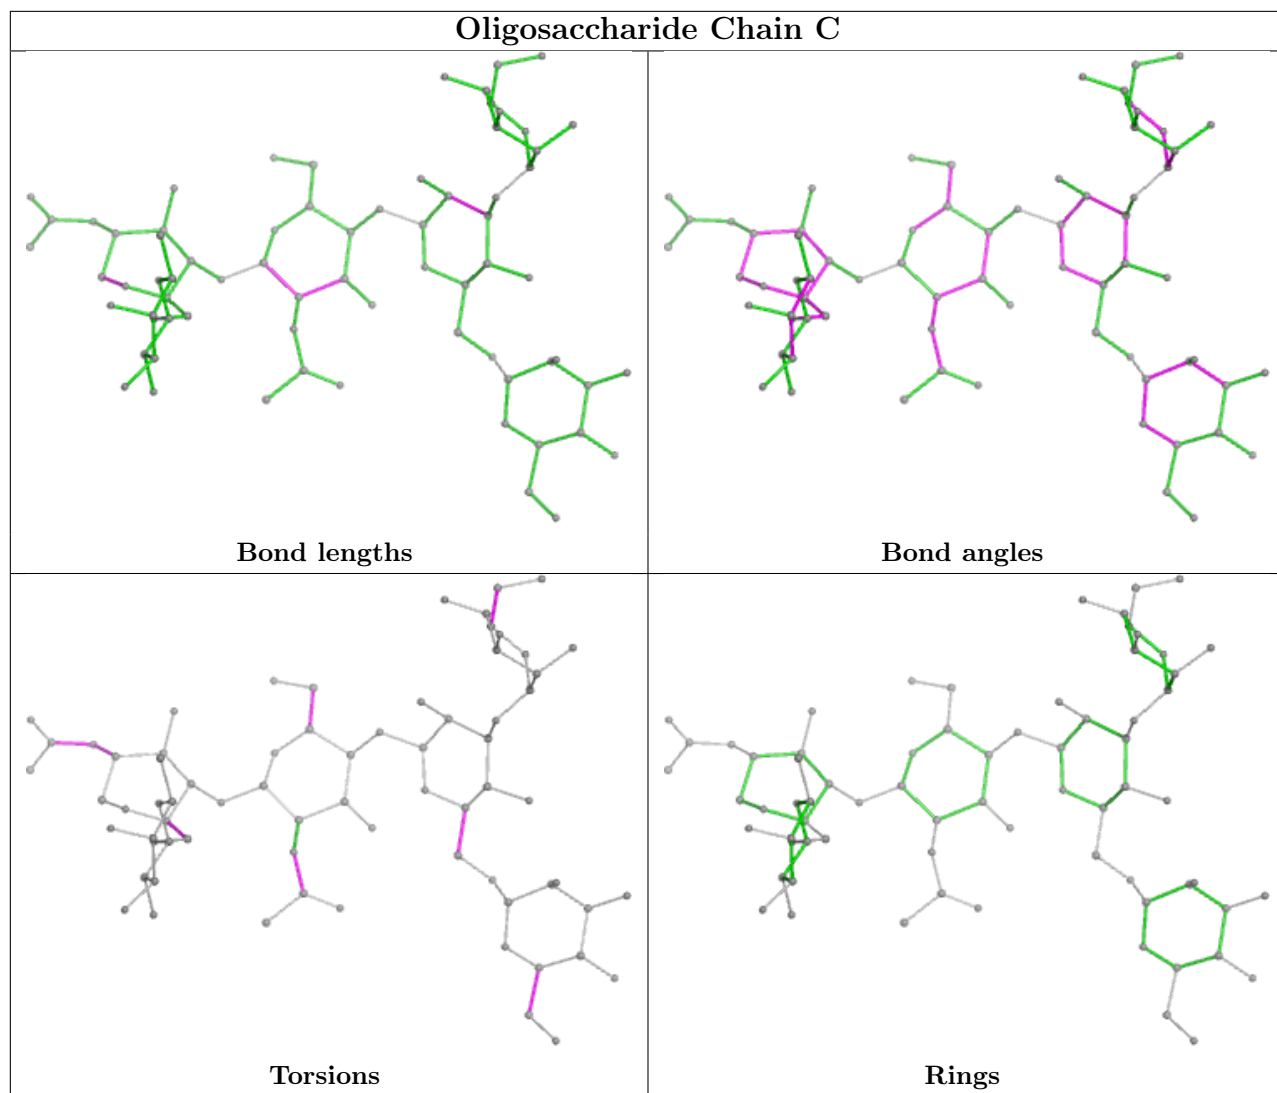 Oligosaccharide Chain C
Bond lengths
Bond angles
Torsions
Rings